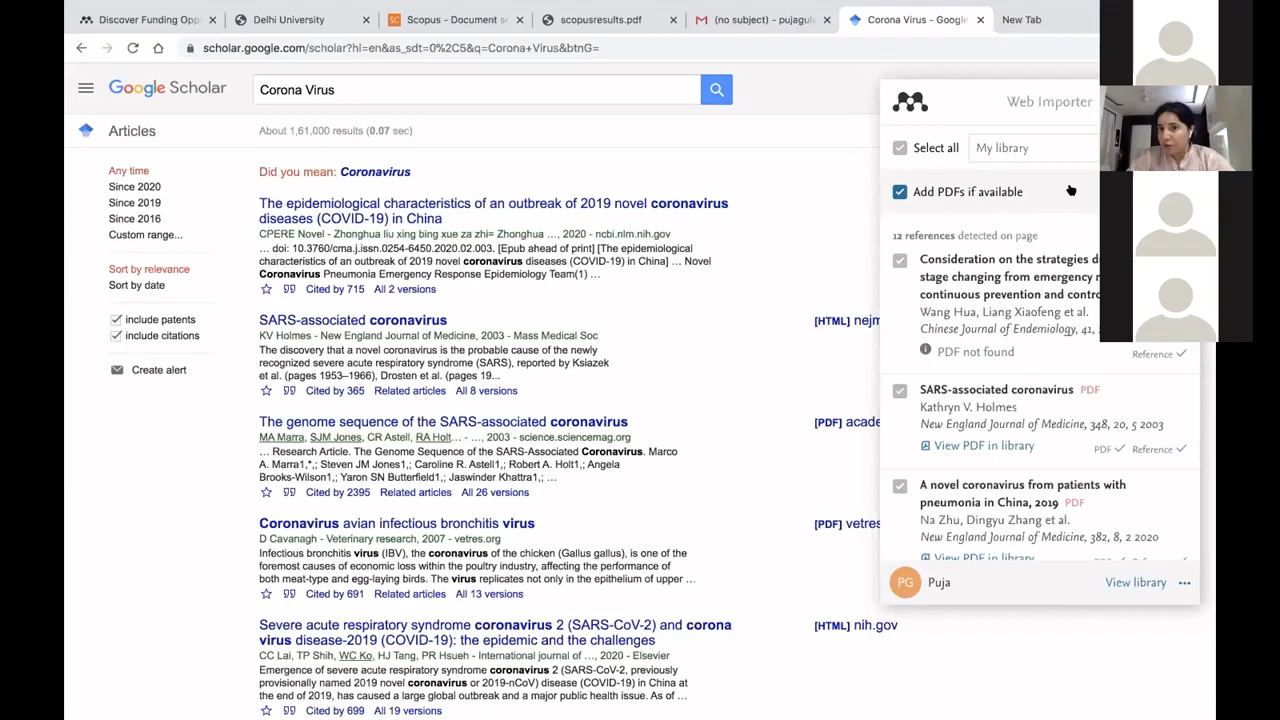 Discover Funding Opp
Delhi University
Scopus - Document s
scopusresults.pdf
(no subject) - pujagul
Corona Virus - Google
New Tab
scholar.google.com/scholar?hl=en&as_sdt=0%2C5&q=Corona+Virus&btnG=
Google Scholar
Corona Virus
Articles
About 1,61,000 results (0.07 sec)
Any time
Since 2020
Since 2019
Since 2016
Custom range...
Sort by relevance
Sort by date
include patents
include citations
Create alert
Did you mean: Coronavirus
The epidemiological characteristics of an outbreak of 2019 novel coronavirus
diseases (COVID-19) in China
CPERE Novel - Zhonghua liu xing bing xue za zhi= Zhonghua …, 2020 - ncbi.nlm.nih.gov
... doi: 10.3760/cma.j.issn.0254-6450.2020.02.003. [Epub ahead of print] [The epidemiological
characteristics of an outbreak of 2019 novel coronavirus diseases (COVID-19) in China] ... Novel
Coronavirus Pneumonia Emergency Response Epidemiology Team(1) ...
Cited by 715 All 2 versions
SARS-associated coronavirus
KV Holmes - New England Journal of Medicine, 2003 - Mass Medical Soc
The discovery that a novel coronavirus is the probable cause of the newly
recognized severe acute respiratory syndrome (SARS), reported by Ksiazek
et al. (pages 1953–1966), Drosten et al. (pages 19...
Cited by 365 Related articles All 8 versions
[HTML] nejm
The genome sequence of the SARS-associated coronavirus
MA Marra, SJM Jones, CR Astell, RA Holt… - …, 2003 - science.sciencemag.org
... Research Article. The Genome Sequence of the SARS-Associated Coronavirus. Marco
A. Marra1,*,; Steven JM Jones1,; Caroline R. Astell1,; Robert A. Holt1,; Angela
Brooks-Wilson1,; Yaron SN Butterfield1,; Jaswinder Khattra1,; ...
Cited by 2395 Related articles All 26 versions
[PDF] acade
Coronavirus avian infectious bronchitis virus
D Cavanagh - Veterinary research, 2007 - vetres.org
Infectious bronchitis virus (IBV), the coronavirus of the chicken (Gallus gallus), is one of the
foremost causes of economic loss within the poultry industry, affecting the performance of
both meat-type and egg-laying birds. The virus replicates not only in the epithelium of upper ...
Cited by 691 Related articles All 13 versions
[PDF] vetres
Severe acute respiratory syndrome coronavirus 2 (SARS-CoV-2) and corona
virus disease-2019 (COVID-19): the epidemic and the challenges
CC Lai, TP Shih, WC Ko, HJ Tang, PR Hsueh - International journal of …, 2020 - Elsevier
Emergence of severe acute respiratory syndrome coronavirus 2 (SARS-CoV-2, previously
provisionally named 2019 novel coronavirus or 2019-nCoV) disease (COVID-19) in China at
the end of 2019, has caused a large global outbreak and a major public health issue. As of ...
Cited by 699 All 19 versions
[HTML] nih.gov
Web Importer
Select all
My library
Add PDFs if available
12 references detected on page
Consideration on the strategies d
stage changing from emergency r
continuous prevention and contro
Wang Hua, Liang Xiaofeng et al.
Chinese Journal of Endemiology, 41,
PDF not found
Reference
SARS-associated coronavirus PDF
Kathryn V. Holmes
New England Journal of Medicine, 348, 20, 5 2003
View PDF in library
PDF Reference
A novel coronavirus from patients with
pneumonia in China, 2019 PDF
Na Zhu, Dingyu Zhang et al.
New England Journal of Medicine, 382, 8, 2 2020
View PDF in library
PG Puja
View library